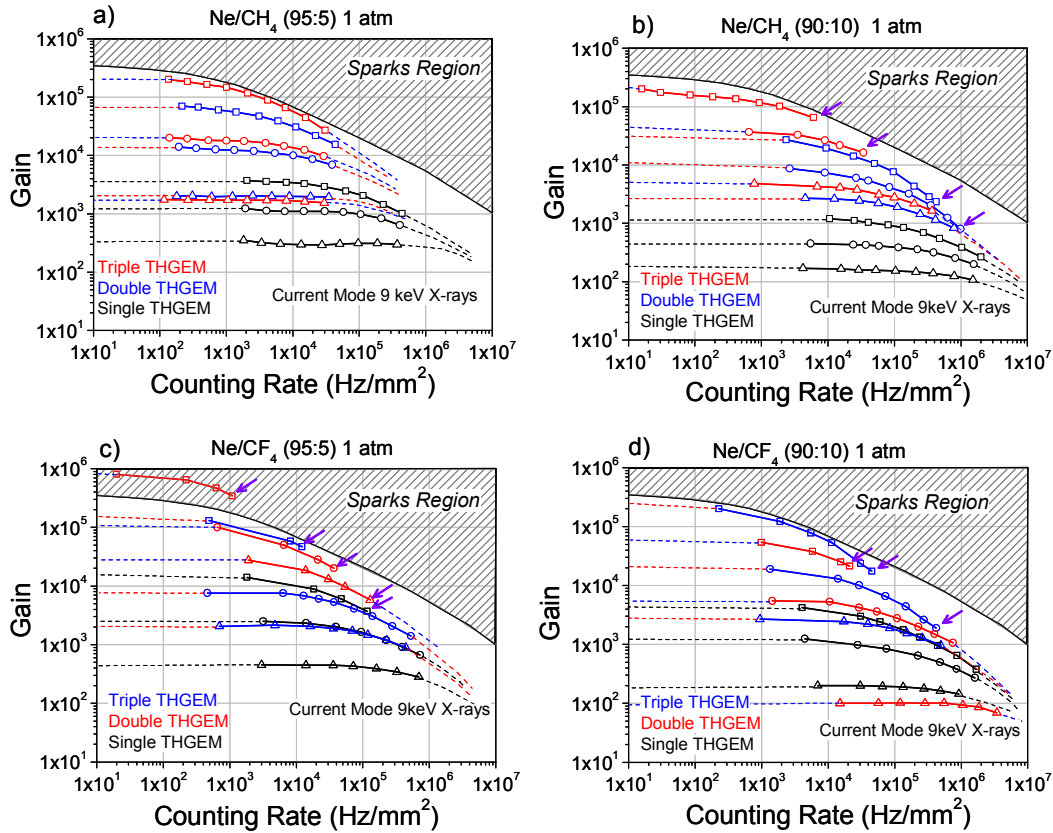 a) Ne/CH4 (95:5) 1 atm
1x10^6
1x10^5
1x10^4
1x10^3
1x10^2
1x10^1
Gain
Sparks Region
Triple THGEM
Double THGEM
Single THGEM
Current Mode 9 keV X-rays
1x10^1 1x10^2 1x10^3 1x10^4 1x10^5 1x10^6 1x10^7
Counting Rate (Hz/mm^2)
b) Ne/CH4 (90:10) 1 atm
1x10^6
1x10^5
1x10^4
1x10^3
1x10^2
1x10^1
Gain
Sparks Region
Triple THGEM
Double THGEM
Single THGEM
Current Mode 9keV X-rays
1x10^1 1x10^2 1x10^3 1x10^4 1x10^5 1x10^6 1x10^7
Counting Rate (Hz/mm^2)
c) Ne/CF4 (95:5) 1 atm
1x10^6
1x10^5
1x10^4
1x10^3
1x10^2
1x10^1
Gain
Sparks Region
Triple THGEM
Double THGEM
Single THGEM
Current Mode 9keV X-rays
1x10^1 1x10^2 1x10^3 1x10^4 1x10^5 1x10^6 1x10^7
Counting Rate (Hz/mm^2)
d) Ne/CF4 (90:10) 1 atm
1x10^6
1x10^5
1x10^4
1x10^3
1x10^2
1x10^1
Gain
Sparks Region
Triple THGEM
Double THGEM
Single THGEM
Current Mode 9keV X-rays
1x10^1 1x10^2 1x10^3 1x10^4 1x10^5 1x10^6 1x10^7
Counting Rate (Hz/mm^2)